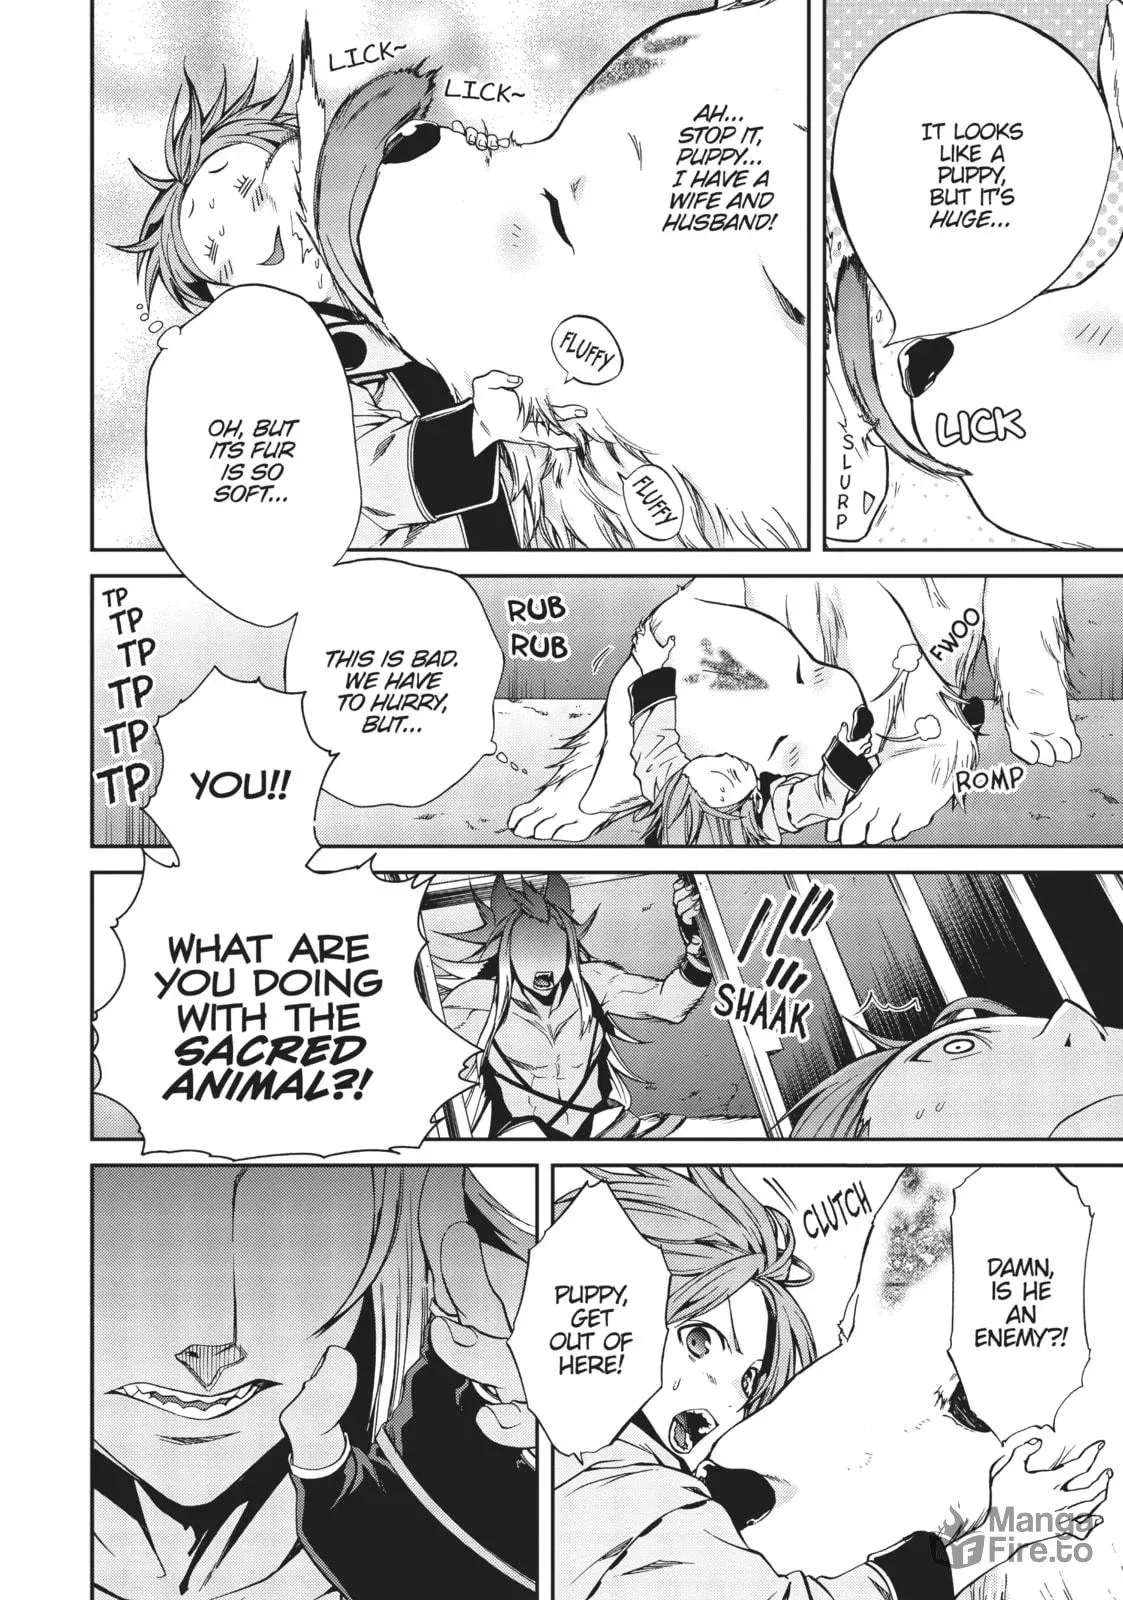 IT LOOKS
LIKE A
PUPPY,
BUT IT'S
HUGE...
LICK
SLURP
LICK~
LICK~
AH...
STOP IT,
PUPPY...
I HAVE A
WIFE AND
HUSBAND!
FLUFFY
FLUFFY
OH, BUT
ITS FUR
IS SO
SOFT...
FWOO
ROMP
RUB
RUB
THIS IS BAD.
WE HAVE
TO HURRY,
BUT...
TP
TP
TP
TP
TP
TP
YOU!!
SHAAK
WHAT ARE
YOU DOING
WITH THE
SACRED
ANIMAL?!
DAMN,
IS HE
AN
ENEMY?!
CLUTCH
PUPPY,
GET
OUT OF
HERE!
Manga
Fire.to